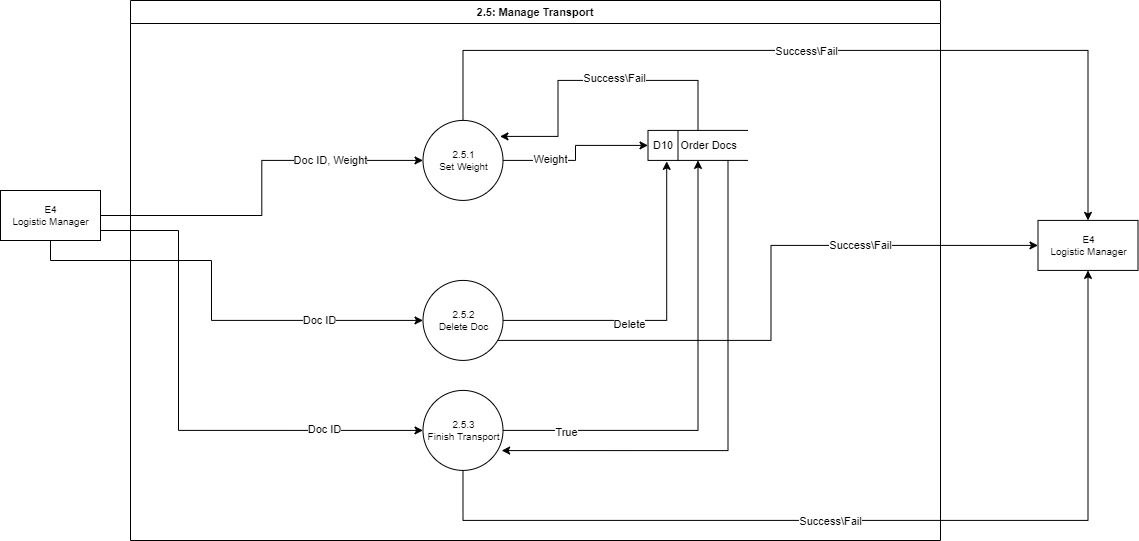 2.5: Manage Transport
Success\Fail
Success\Fail
2.5.1
Set Weight
Doc ID, Weight
Weight
D10
Order Docs
E4
Logistic Manager
E4
Logistic Manager
Success\Fail
2.5.2
Delete Doc
Doc ID
Delete
2.5.3
Finish Transport
Doc ID
True
Success\Fail